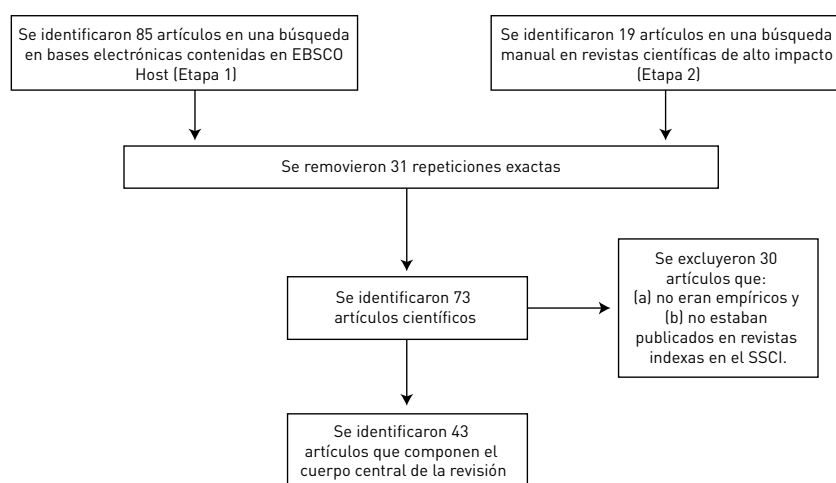 Se identificaron 85 artículos en una búsqueda
en bases electrónicas contenidas en EBSCO
Host (Etapa 1)
Se identificaron 19 artículos en una búsqueda
manual en revistas científicas de alto impacto
(Etapa 2)
Se removieron 31 repeticiones exactas
Se identificaron 73
artículos científicos
Se excluyeron 30
artículos que:
(a) no eran empíricos y
(b) no estaban
publicados en revistas
indexas en el SSCI.
Se identificaron 43
artículos que componen el
cuerpo central de la revisión